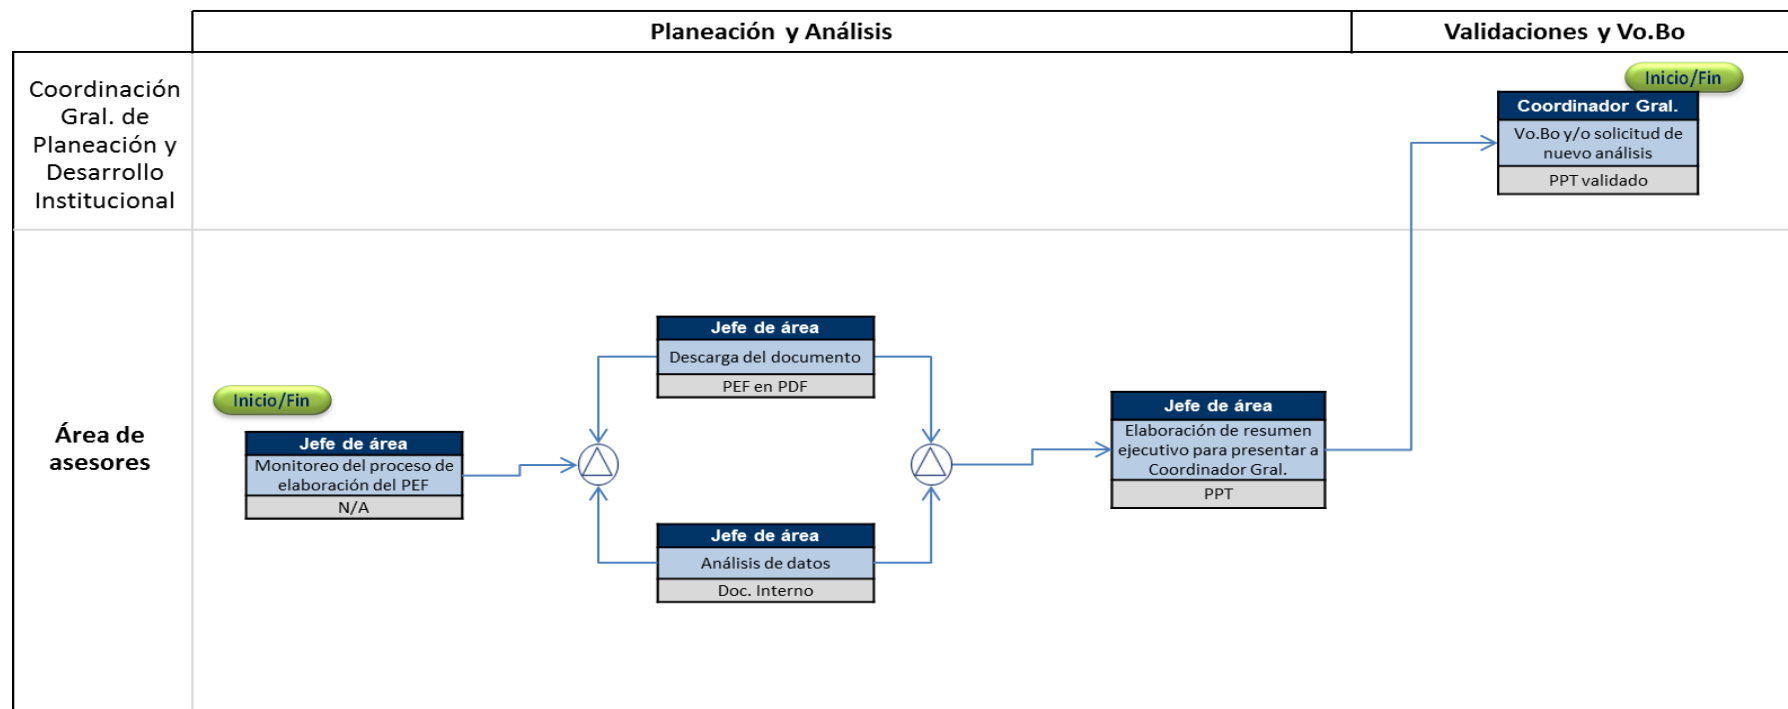 Planeación y Análisis
Validaciones y Vo.Bo
Coordinación
Gral. de
Planeación y
Desarrollo
Institucional
Inicio/Fin
Coordinador Gral.
Vo.Bo y/o solicitud de
nuevo análisis
PPT validado
Área de
asesores
Inicio/Fin
Jefe de área
Monitoreo del proceso de
elaboración del PEF
N/A
Jefe de área
Descarga del documento
PEF en PDF
Jefe de área
Análisis de datos
Doc. Interno
Jefe de área
Elaboración de resumen
ejecutivo para presentar a
Coordinador Gral.
PPT